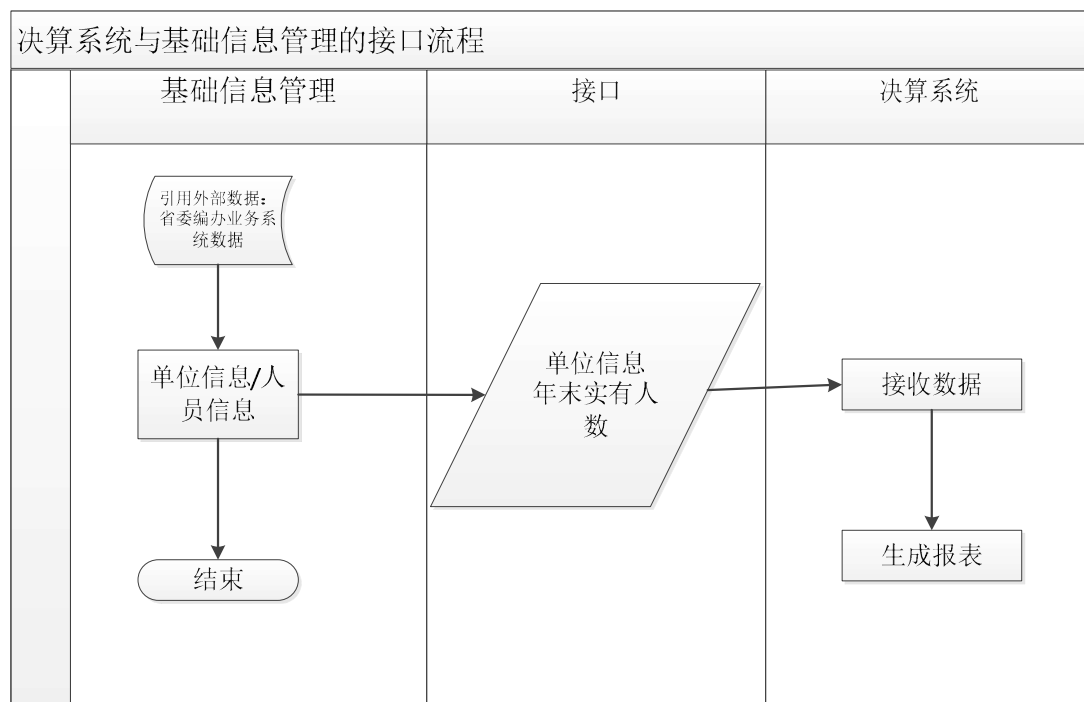 决算系统与基础信息管理的接口流程
基础信息管理
接口
决算系统
引用外部数据：
省委编办业务系
统数据
单位信息/人
员信息
结束
单位信息
年末实有人
数
接收数据
生成报表